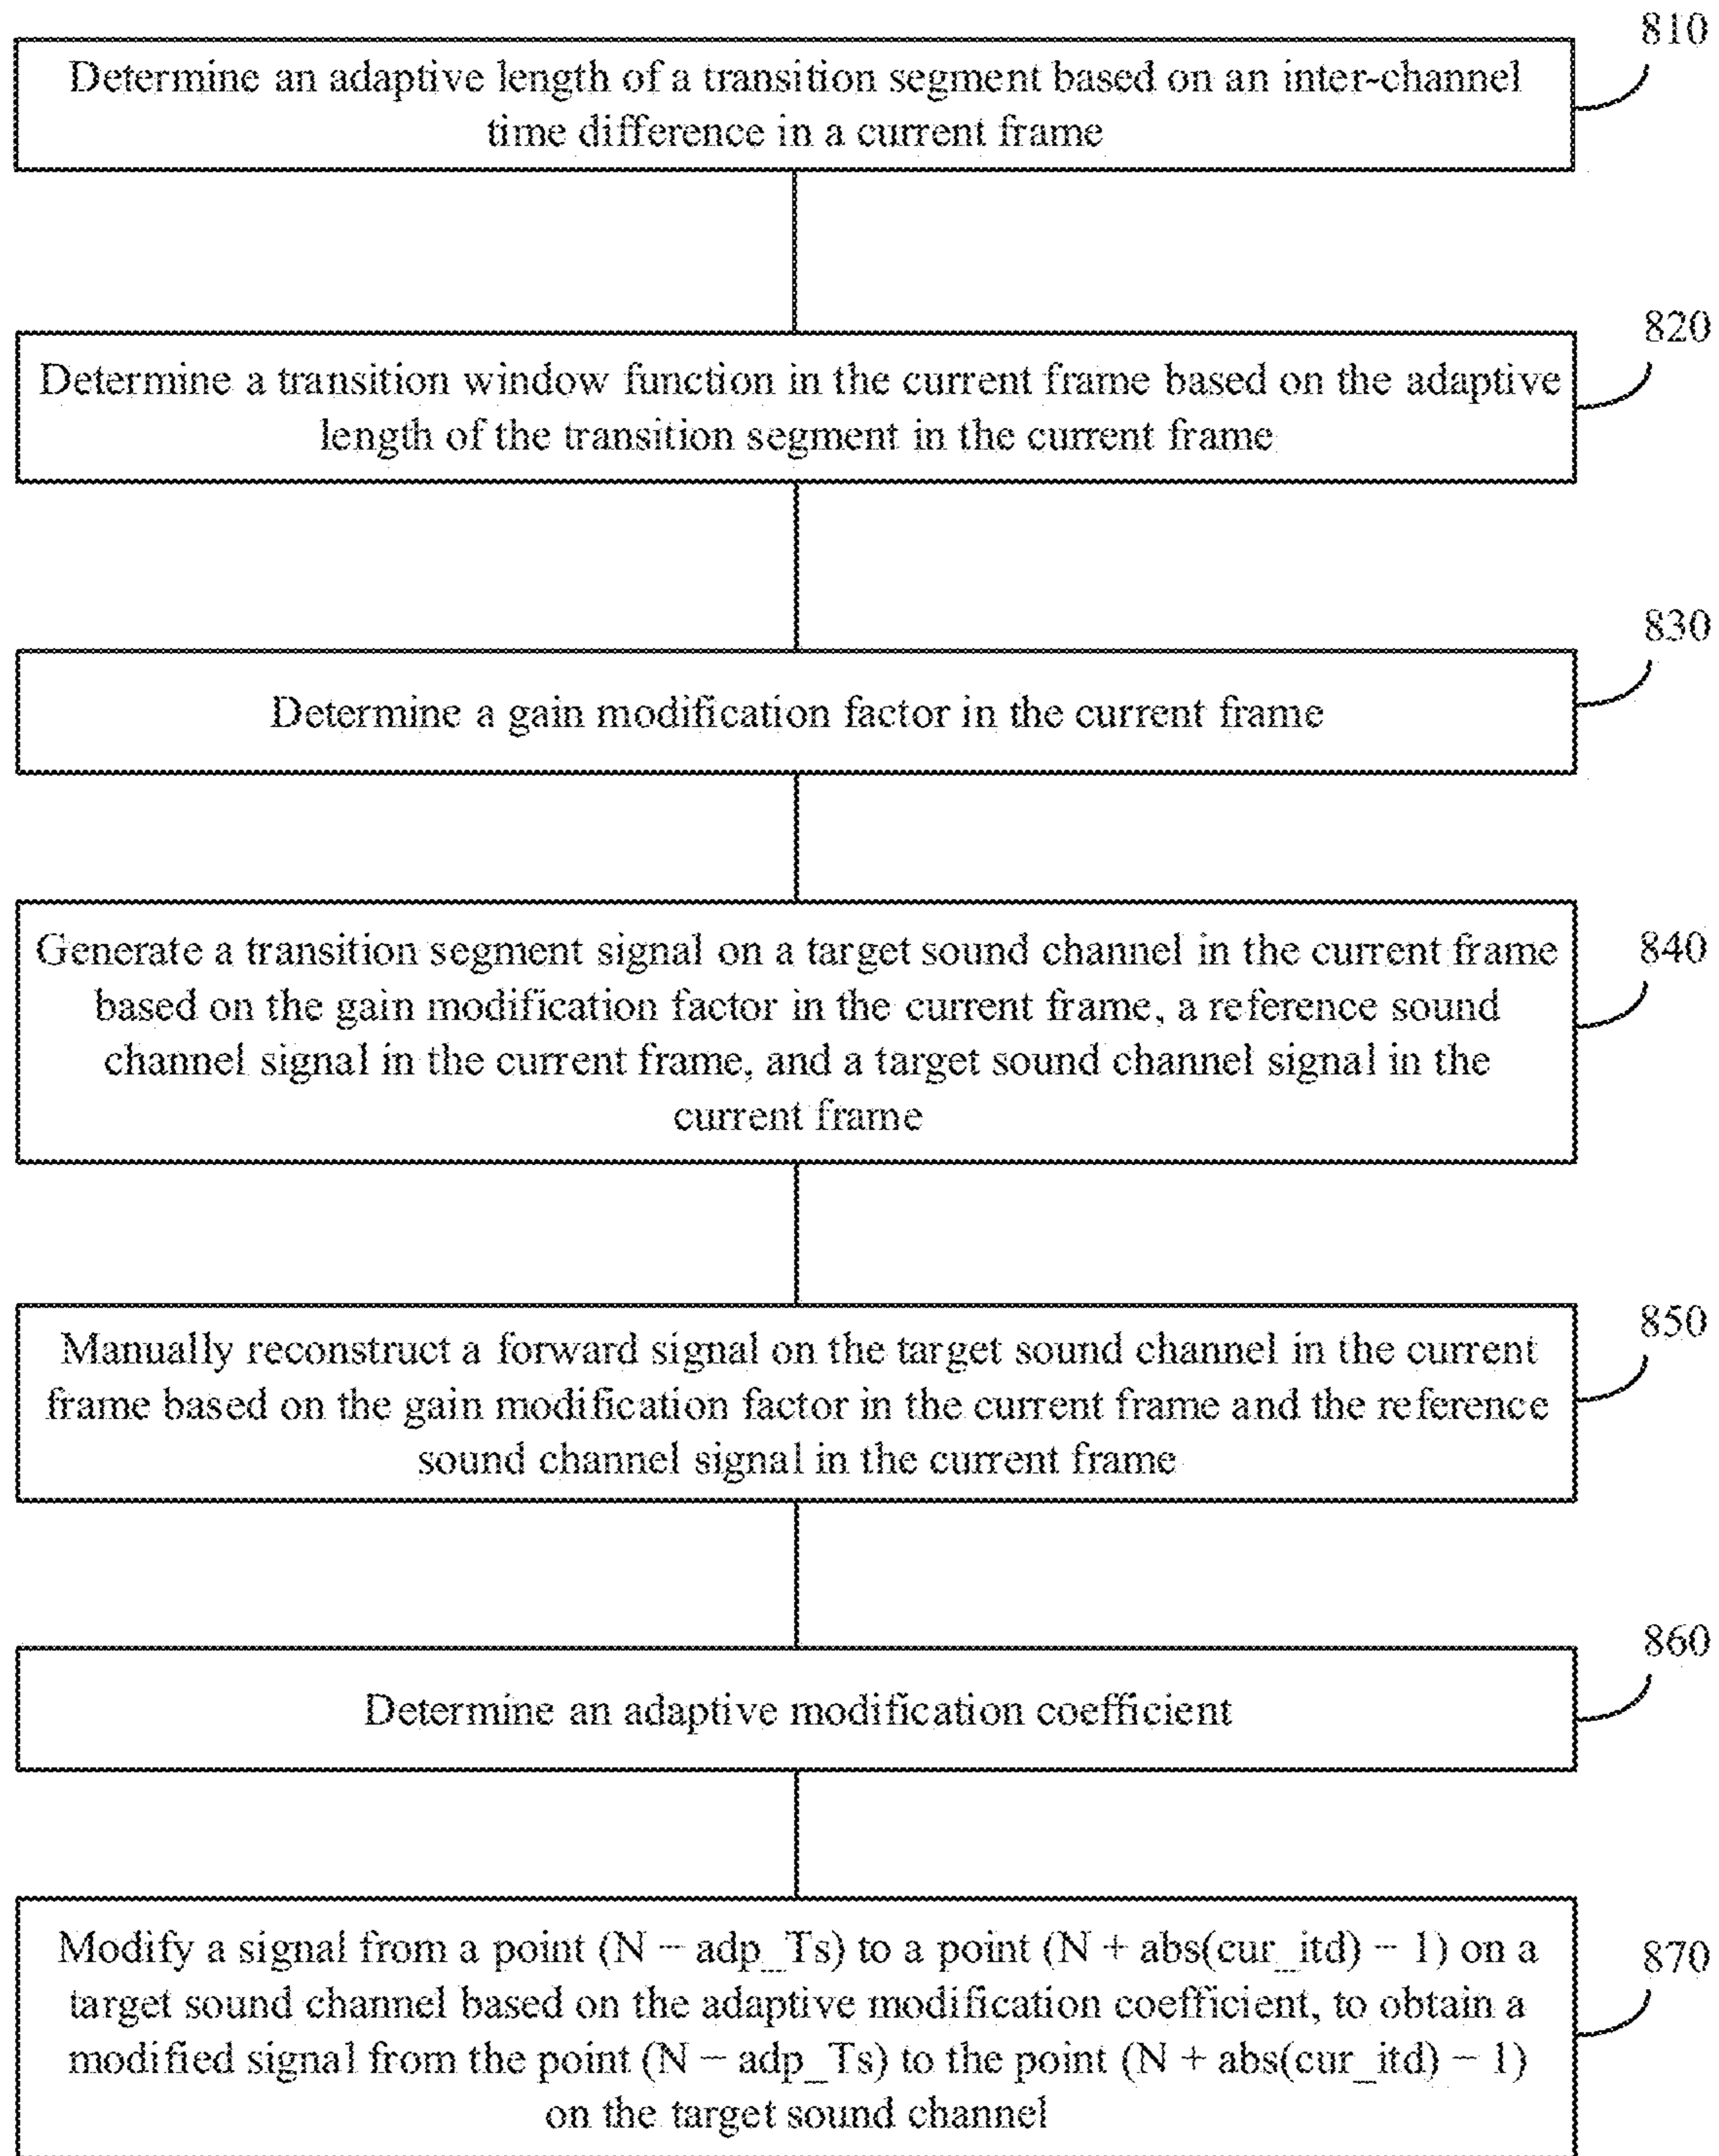 810
Determine an adaptive length of a transition segment based on an inter-channel
time difference in a current frame
820
Determine a transition window function in the current frame based on the adaptive
length of the transition segment in the current frame
830
Determine a gain modification factor in the current frame
Generate a transition segment signal on a target sound channel in the current frame
840
based on the gain modification factor in the current frame, a reference sound
channel signal in the current frame, and a target sound channel signal in the
current frame
850
Manually reconstruct a forward signal on the target sound channel in the current
frame based on the gain modification factor in the current frame and the reference
sound channel signal in the current frame
860
Determine an adaptive modification coefficient
Modify a signal from a point (N − adp_Ts) to a point (N + abs(cur_itd) − 1) on a
870
target sound channel based on the adaptive modification coefficient, to obtain a
modified signal from the point (N − adp_Ts) to the point (N + abs(cur_itd) − 1)
on the target sound channel